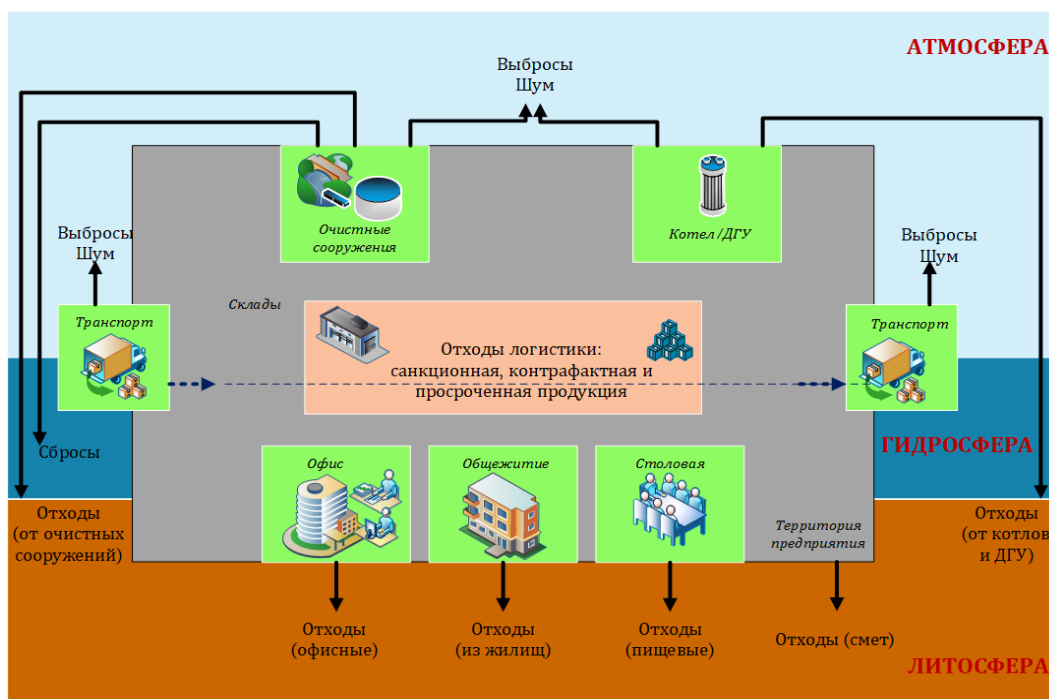 АТМОСФЕРА
Выбросы
Шум
Очистные
сооружения
Котел /ДГУ
Выбросы
Шум
Выбросы
Шум
Склады
Транспорт
Транспорт
Отходы логистики:
санкционная, контрафактная и
просроченная продукция
Сбросы
ГИДРОСФЕРА
Офис
Общежитие
Столовая
Отходы
(от очистных
сооружений)
Территория
предприятия
Отходы
(от котлов
и ДГУ)
Отходы
(офисные)
Отходы
(из жилищ)
Отходы
(пищевые)
Отходы (смет)
ЛИТОСФЕРА